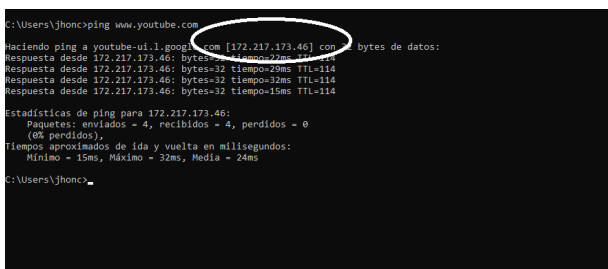 C:\Users\jhonc>ping www.youtube.com
Haciendo ping a youtube-ui.l.google.com [172.217.173.46] con 32 bytes de datos:
Respuesta desde 172.217.173.46: bytes=32 tiempo=22ms TTL=114
Respuesta desde 172.217.173.46: bytes=32 tiempo=29ms TTL=114
Respuesta desde 172.217.173.46: bytes=32 tiempo=32ms TTL=114
Respuesta desde 172.217.173.46: bytes=32 tiempo=15ms TTL=114
Estadísticas de ping para 172.217.173.46:
Paquetes: enviados = 4, recibidos = 4, perdidos = 0
(0% perdidos),
Tiempos aproximados de ida y vuelta en milisegundos:
Mínimo = 15ms, Máximo = 32ms, Media = 24ms
C:\Users\jhonc>